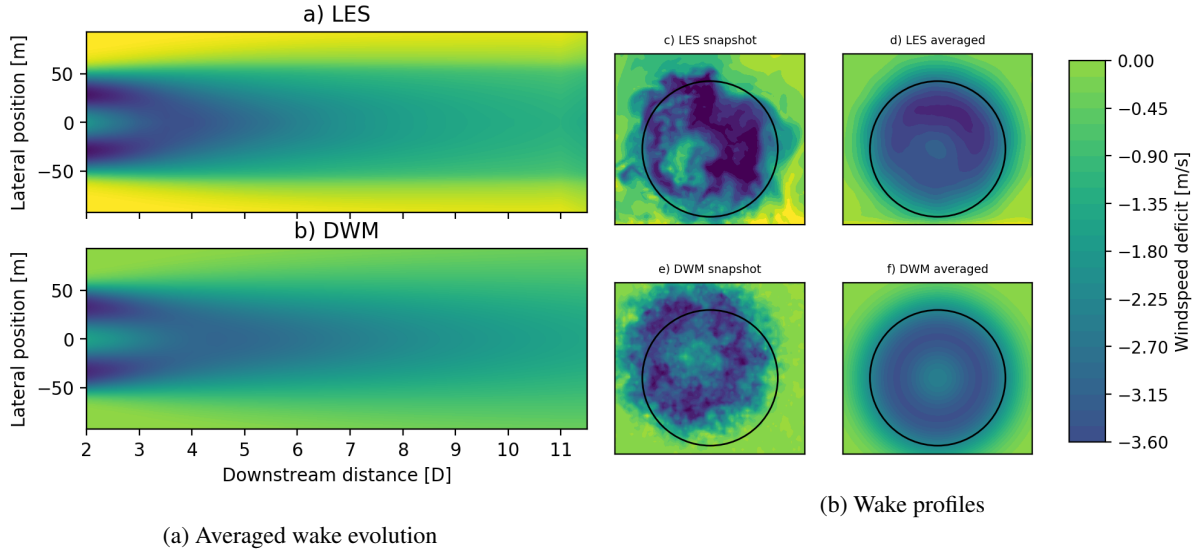 a) LES
Lateral position [m]
50
0
−50
b) DWM
Lateral position [m]
50
0
−50
2 3 4 5 6 7 8 9 10 11
Downstream distance [D]
(a) Averaged wake evolution
c) LES snapshot
d) LES averaged
e) DWM snapshot
f) DWM averaged
0.00
−0.45
−0.90
−1.35
−1.80
−2.25
−2.70
−3.15
−3.60
Windspeed deficit [m/s]
(b) Wake profiles